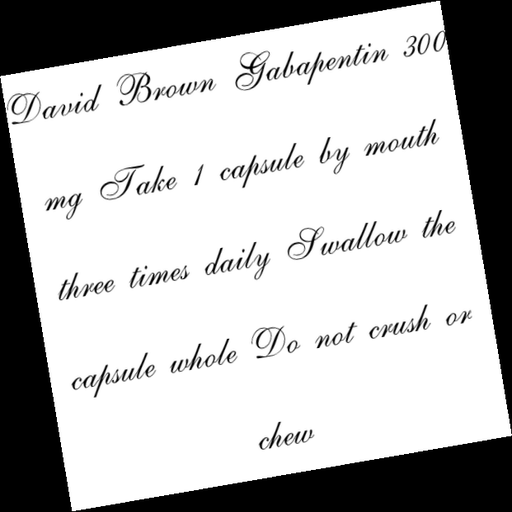 David Brown Gabapentin 300
mg Take 1 capsule by mouth
three times daily Swallow the
capsule whole Do not crush or
chew